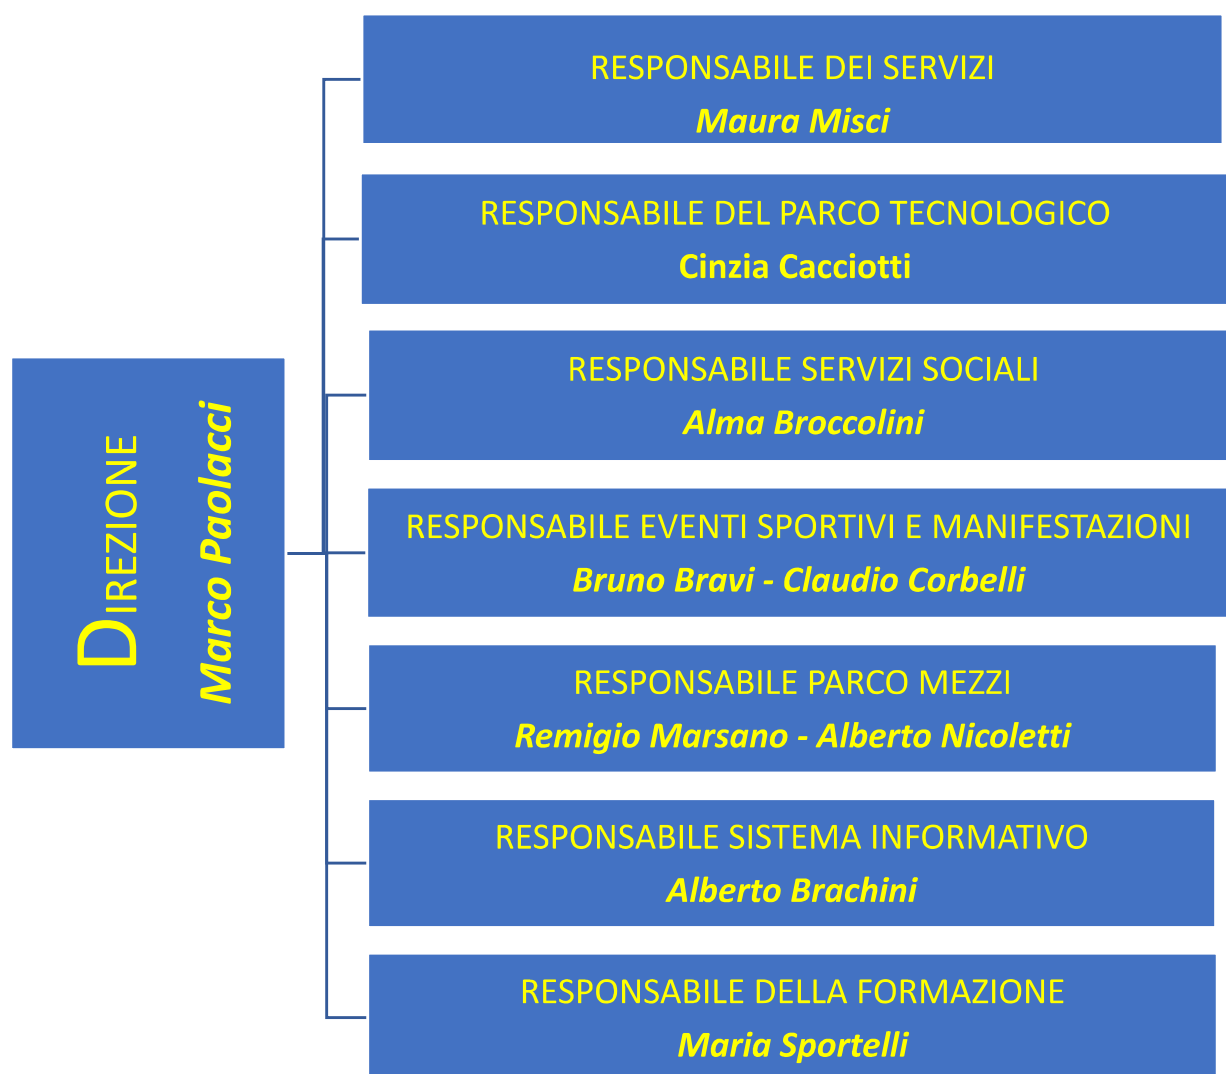 DIREZIONE
Marco Paolacci
RESPONSABILE DEI SERVIZI
Maura Misci
RESPONSABILE DEL PARCO TECNOLOGICO
Cinzia Cacciotti
RESPONSABILE SERVIZI SOCIALI
Alma Broccolini
RESPONSABILE EVENTI SPORTIVI E MANIFESTAZIONI
Bruno Bravi - Claudio Corbelli
RESPONSABILE PARCO MEZZI
Remigio Marsano - Alberto Nicoletti
RESPONSABILE SISTEMA INFORMATIVO
Alberto Brachini
RESPONSABILE DELLA FORMAZIONE
Maria Sportelli